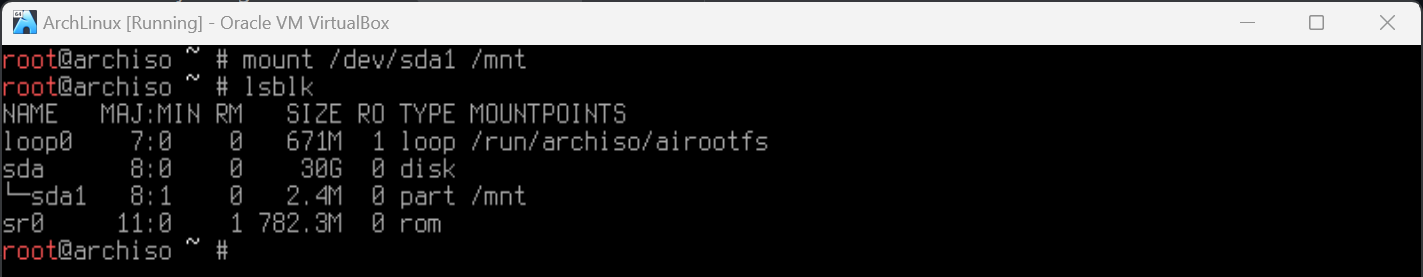 64
ArchLinux [Running] - Oracle VM VirtualBox
root@archiso ~ # mount /dev/sda1 /mnt
root@archiso ~ # lsblk
NAME   MAJ:MIN RM   SIZE RO TYPE MOUNTPOINTS
loop0    7:0    0   671M  1 loop /run/archiso/airootfs
sda      8:0    0    30G  0 disk
└─sda1   8:1    0   2.4M  0 part /mnt
sr0     11:0    1 782.3M  0 rom
root@archiso ~ #